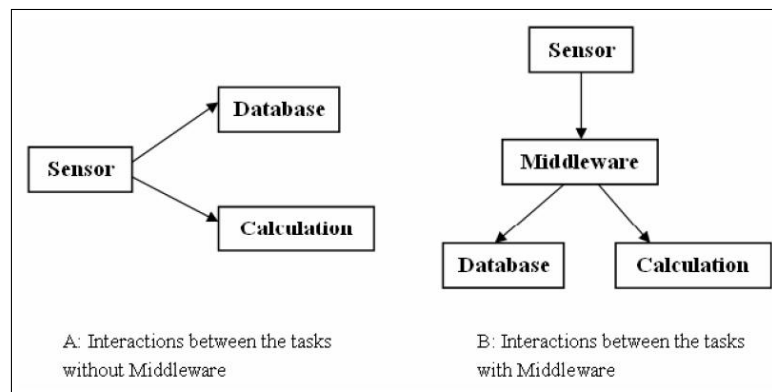 Sensor
Database
Calculation
A: Interactions between the tasks
without Middleware
Sensor
Middleware
Database
Calculation
B: Interactions between the tasks
with Middleware